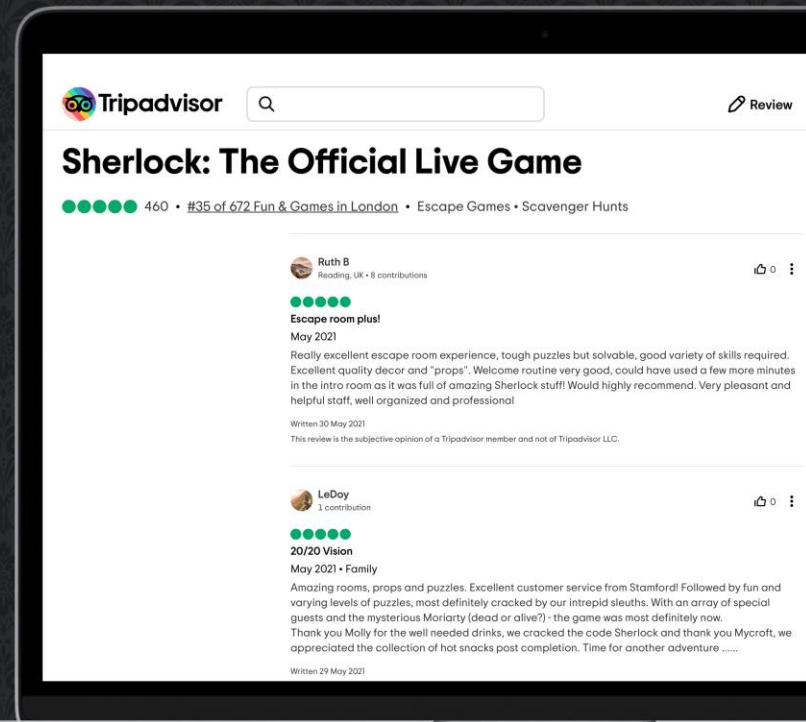 Tripadvisor
Review
Sherlock: The Official Live Game
460 • #35 of 672 Fun & Games in London • Escape Games • Scavenger Hunts
Ruth B
Reading, UK • 8 contributions
0
Escape room plus!
May 2021
Really excellent escape room experience, tough puzzles but solvable, good variety of skills required.
Excellent quality decor and "props". Welcome routine very good, could have used a few more minutes
in the intro room as it was full of amazing Sherlock stuff! Would highly recommend. Very pleasant and
helpful staff, well organized and professional
Written 30 May 2021
This review is the subjective opinion of a Tripadvisor member and not of Tripadvisor LLC.
LeDoy
1 contribution
0
20/20 Vision
May 2021 • Family
Amazing rooms, props and puzzles. Excellent customer service from Stamford! Followed by fun and
varying levels of puzzles, most definitely cracked by our intrepid sleuths. With an array of special
guests and the mysterious Moriarty (dead or alive?) - the game was most definitely now.
Thank you Molly for the well needed drinks, we cracked the code Sherlock and thank you Mycroft, we
appreciated the collection of hot snacks post completion. Time for another adventure ......
Written 29 May 2021